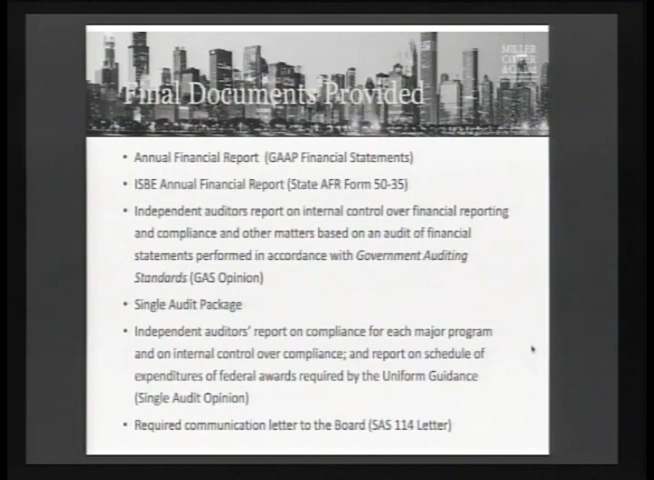 MILLER
COOPER
& CO., Ltd.
Final Documents Provided
• Annual Financial Report (GAAP Financial Statements)
• ISBE Annual Financial Report (State AFR Form 50-35)
• Independent auditors report on internal control over financial reporting
and compliance and other matters based on an audit of financial
statements performed in accordance with Government Auditing
Standards (GAS Opinion)
• Single Audit Package
• Independent auditors' report on compliance for each major program
and on internal control over compliance; and report on schedule of
expenditures of federal awards required by the Uniform Guidance
(Single Audit Opinion)
• Required communication letter to the Board (SAS 114 Letter)